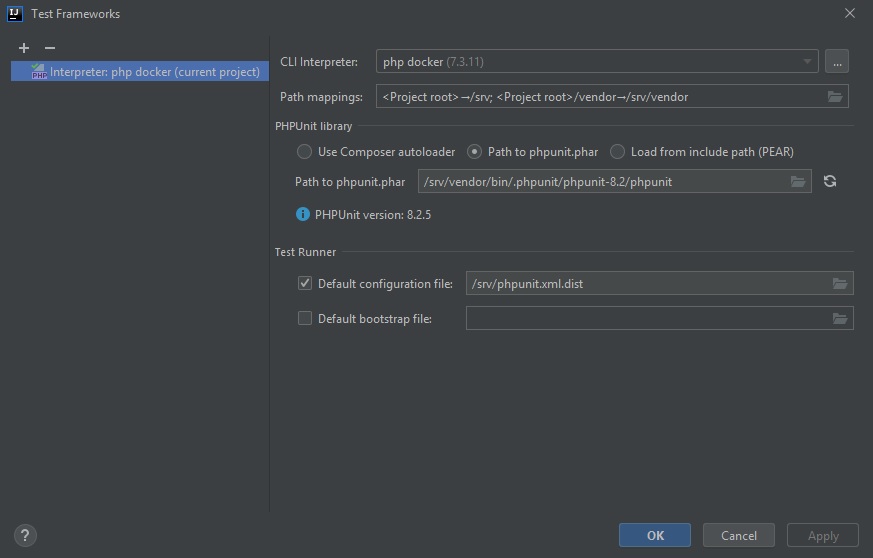 IJ Test Frameworks
PHP Interpreter: php docker (current project)
CLI Interpreter: php docker (7.3.11) ...
Path mappings: <Project root>→/srv; <Project root>/vendor→/srv/vendor
PHPUnit library
Use Composer autoloader Path to phpunit.phar Load from include path (PEAR)
Path to phpunit.phar /srv/vendor/bin/.phpunit/phpunit-8.2/phpunit
i PHPUnit version: 8.2.5
Test Runner
Default configuration file: /srv/phpunit.xml.dist
Default bootstrap file:
? OK Cancel Apply